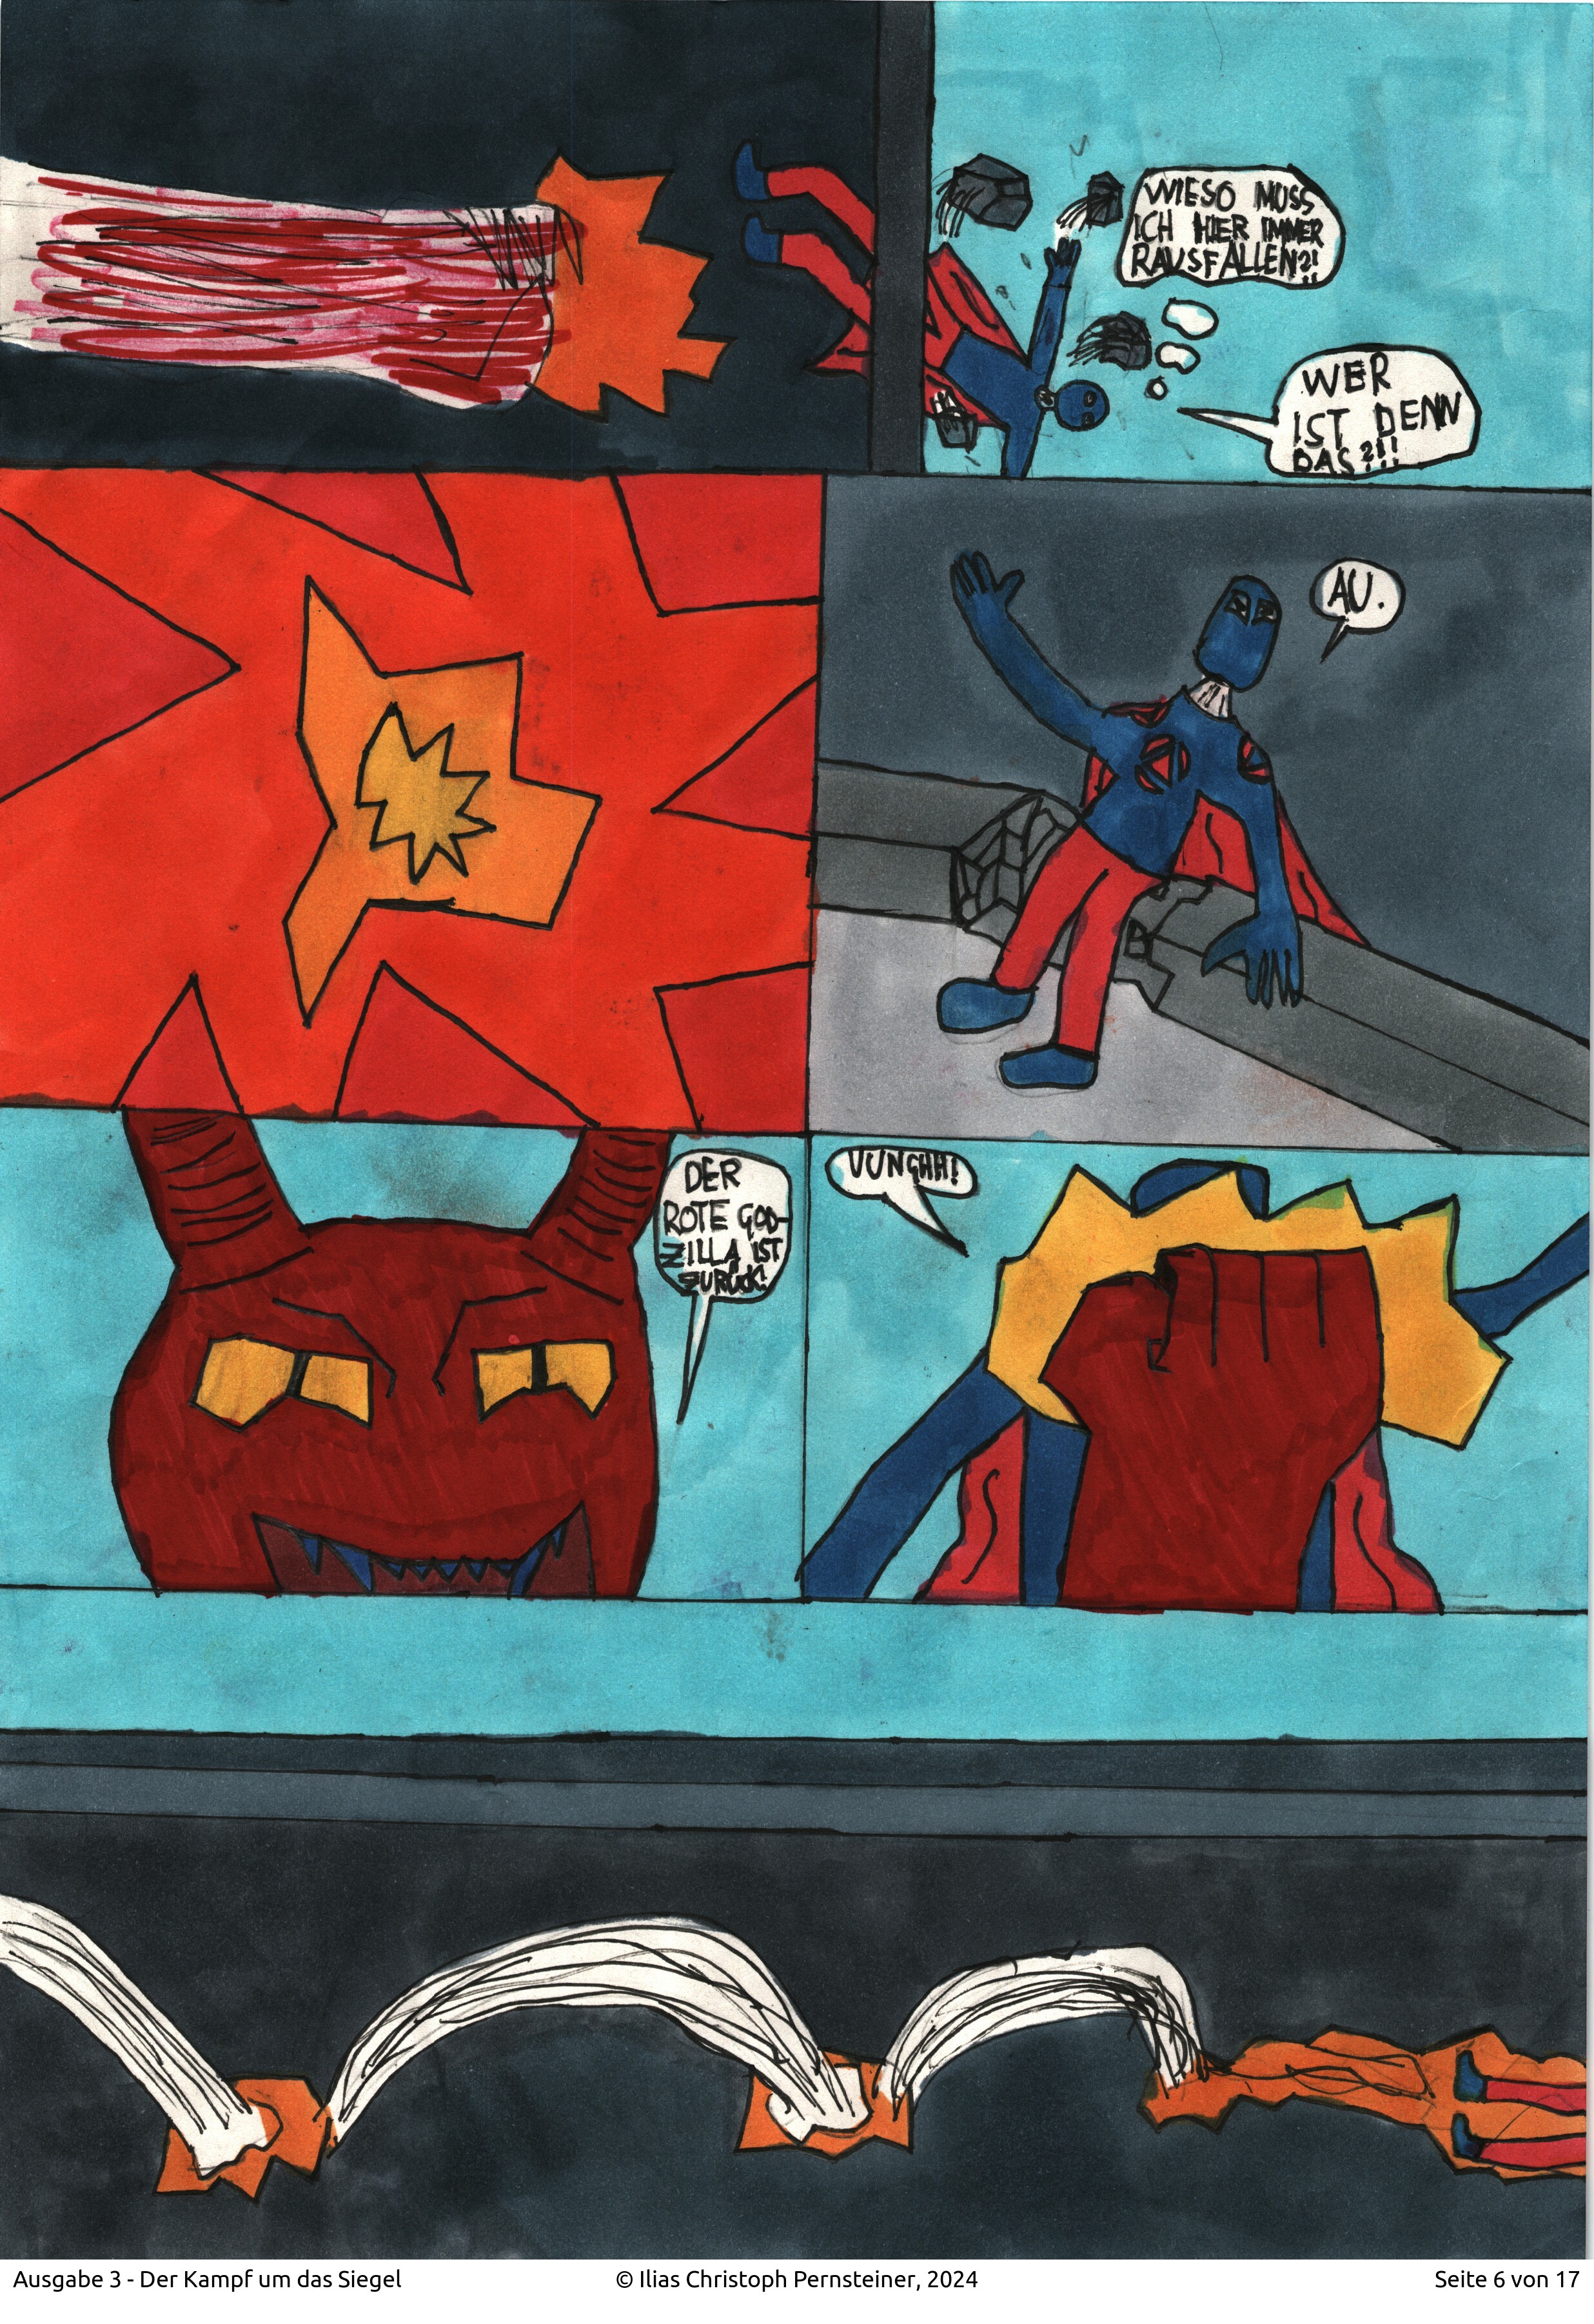 WIESO MUSS
ICH HIER IMMER
RAUSFALLEN?!
WER
IST DENN
DAS?!!
AU.
DER
ROTE GOD-
ZILLA IST
ZURÜCK!
UUNGHH!
Ausgabe 3 - Der Kampf um das Siegel
© Ilias Christoph Pernsteiner, 2024
Seite 6 von 17